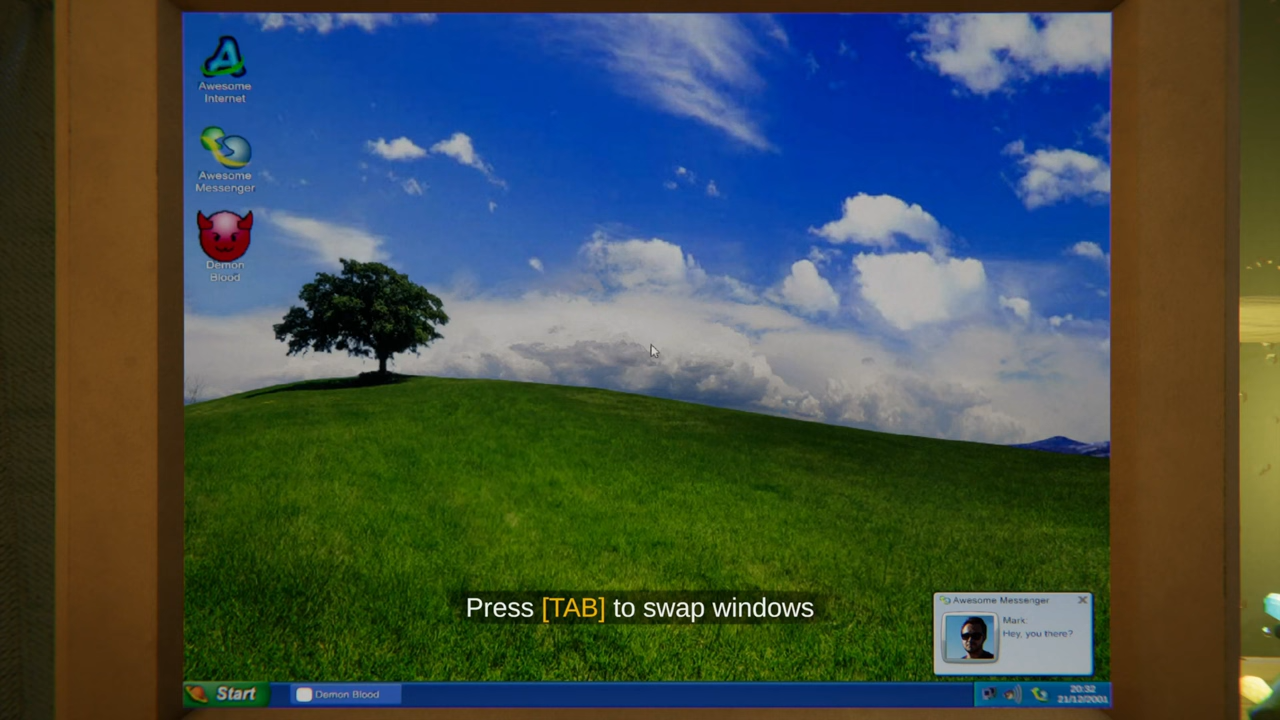 Awesome
Internet
Awesome
Messenger
Demon
Blood
Press [TAB] to swap windows
Awesome Messenger
Mark:
Hey, you there?
Start
Demon Blood
20:32
21/12/2001